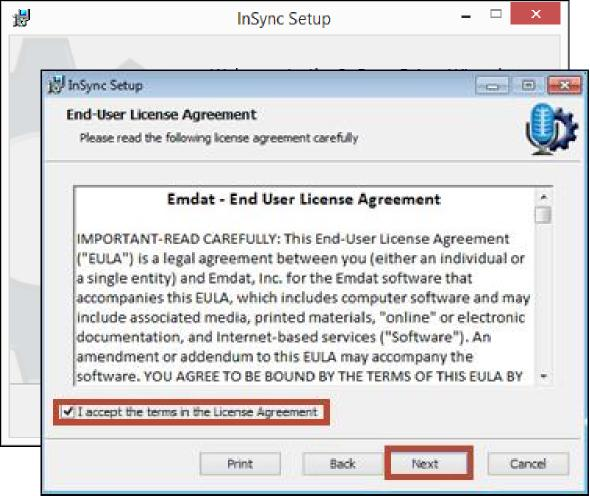 InSync Setup
InSync Setup
End-User License Agreement
Please read the following license agreement carefully
Emdat - End User License Agreement
IMPORTANT-READ CAREFULLY: This End-User License Agreement
("EULA") is a legal agreement between you (either an individual or
a single entity) and Emdat, Inc. for the Emdat software that
accompanies this EULA, which includes computer software and may
include associated media, printed materials, "online" or electronic
documentation, and Internet-based services ("Software"). An
amendment or addendum to this EULA may accompany the
software. YOU AGREE TO BE BOUND BY THE TERMS OF THIS EULA BY
I accept the terms in the License Agreement
Print Back Next Cancel